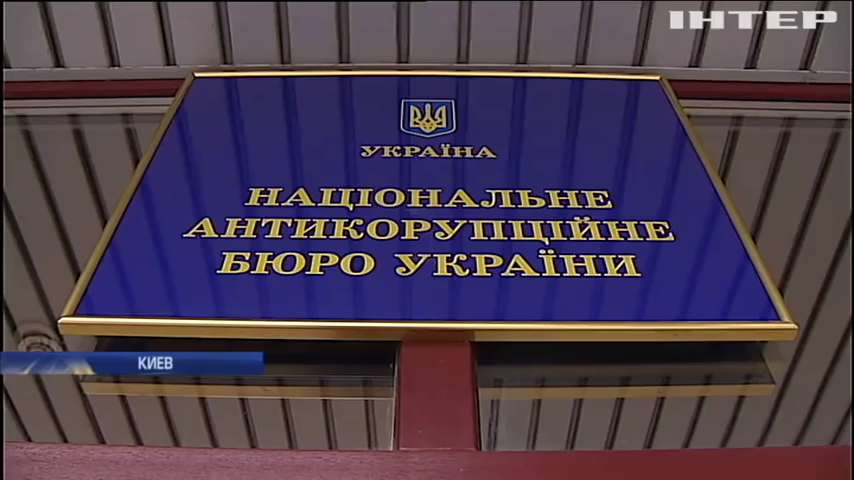 ІНТЕР
УКРАЇНА
НАЦІОНАЛЬНЕ
АНТИКОРУПЦІЙНЕ
БЮРО УКРАЇНИ
КИЕВ